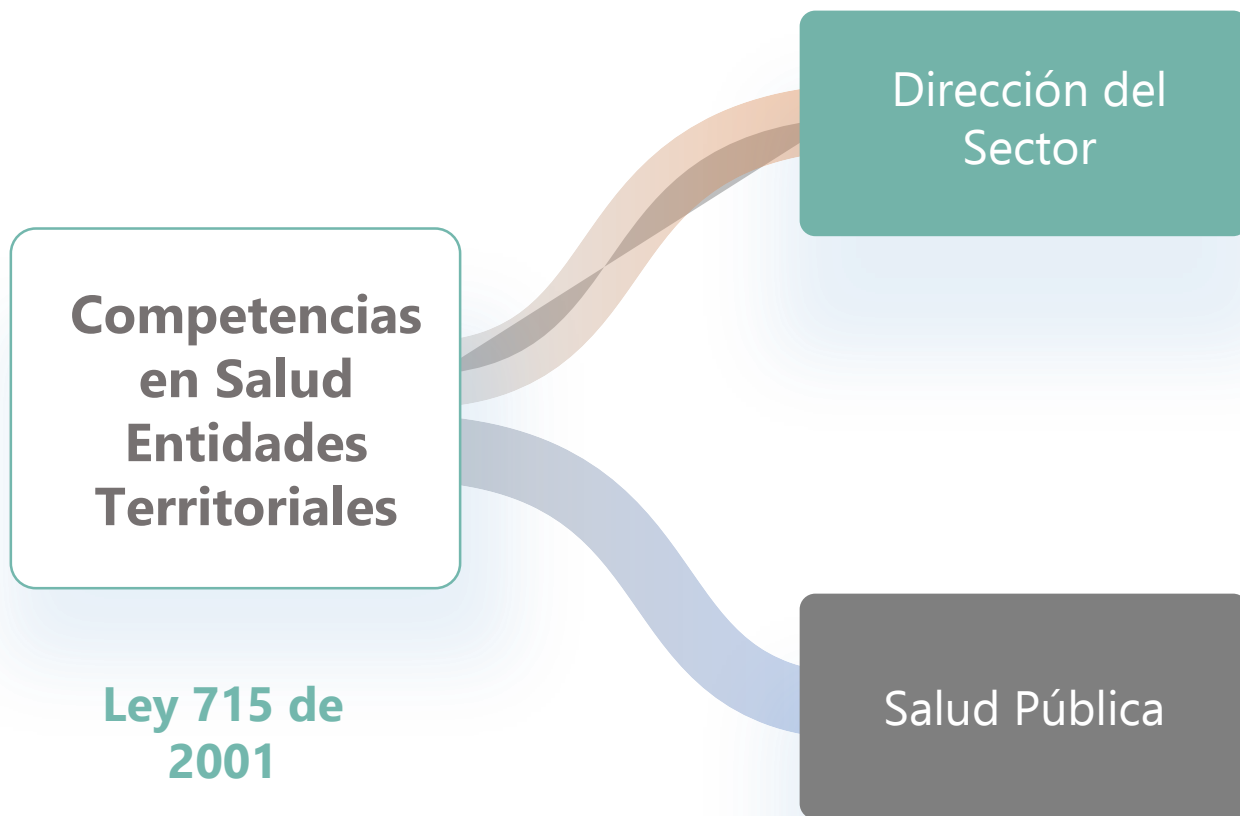 Dirección del
Sector
Competencias
en Salud
Entidades
Territoriales
Ley 715 de
2001
Salud Pública